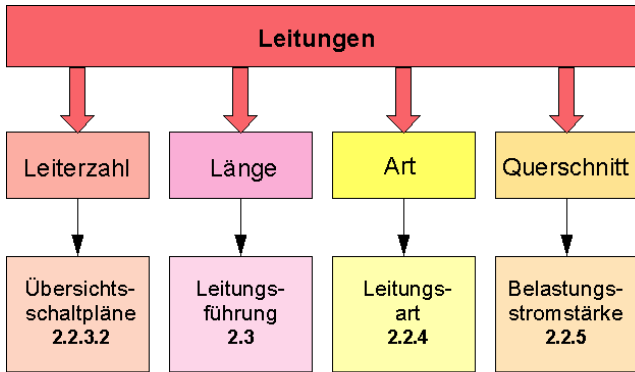 Leitungen
Leiterzahl
Länge
Art
Querschnitt
Übersichts-
schaltpläne
2.2.3.2
Leitungs-
führung
2.3
Leitungs-
art
2.2.4
Belastungs-
stromstärke
2.2.5